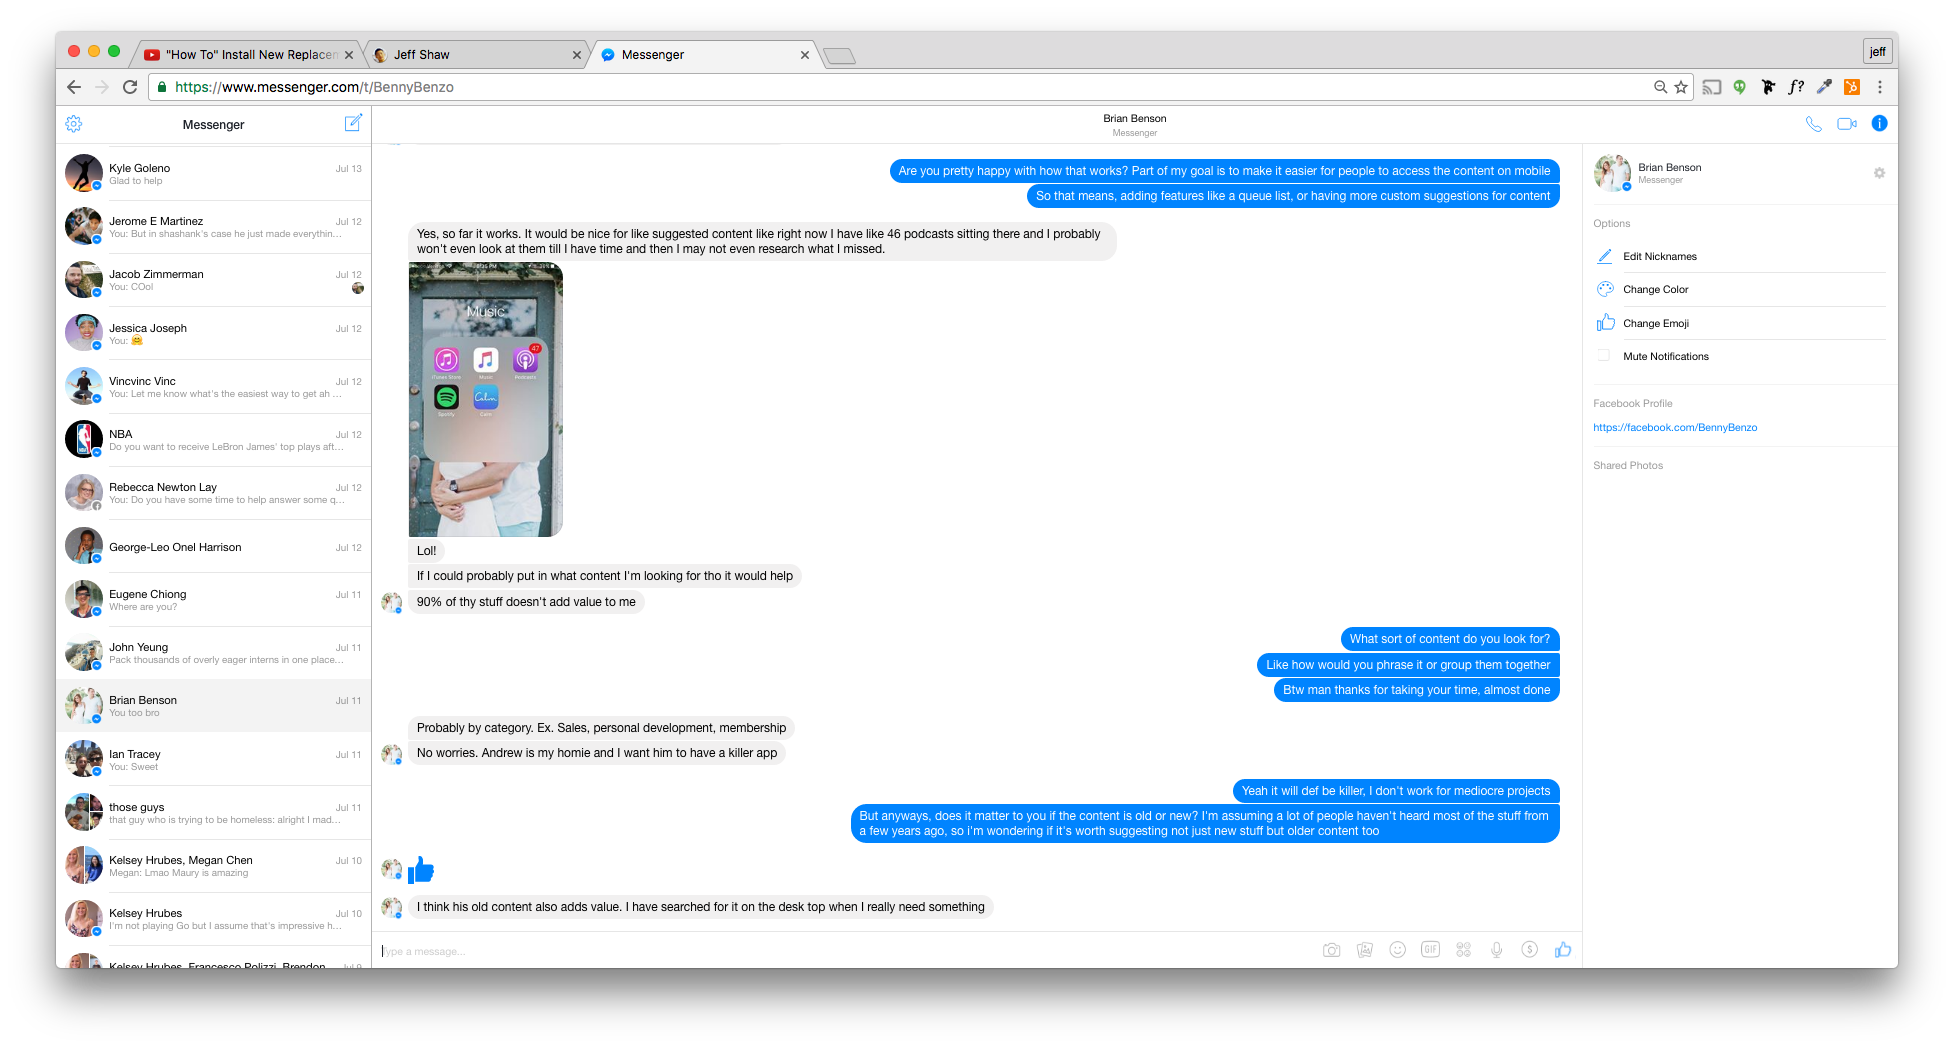 "How To" Install New Replacem
Jeff Shaw
Messenger
jeff
https://www.messenger.com/t/BennyBenzo
f?
Messenger
Kyle Goleno
Jul 13
Glad to help
Jerome E Martinez
Jul 12
You: But in shashank's case he just made everythin...
Jacob Zimmerman
Jul 12
You: COol
Jessica Joseph
Jul 12
You: 🤗
Vincvinc Vinc
Jul 12
You: Let me know what's the easiest way to get ah ...
NBA
Jul 12
Do you want to receive LeBron James' top plays aft...
Rebecca Newton Lay
Jul 12
You: Do you have some time to help answer some q...
George-Leo Onel Harrison
Jul 12
Eugene Chiong
Jul 11
Where are you?
John Yeung
Jul 11
Pack thousands of overly eager interns in one place...
Brian Benson
Jul 11
You too bro
Ian Tracey
Jul 11
You: Sweet
those guys
Jul 11
that guy who is trying to be homeless: alright I mad...
Kelsey Hrubes, Megan Chen
Jul 10
Megan: Lmao Maury is amazing
Kelsey Hrubes
Jul 10
I'm not playing Go but I assume that's impressive h...
Kelsey Hrubes, Francesco Polizzi, Brendon
Jul 9
Brian Benson
Messenger
Are you pretty happy with how that works? Part of my goal is to make it easier for people to access the content on mobile
So that means, adding features like a queue list, or having more custom suggestions for content
Yes, so far it works. It would be nice for like suggested content like right now I have like 46 podcasts sitting there and I probably
won't even look at them till I have time and then I may not even research what I missed.
Music
iTunes Store
Music
47
Podcasts
Spotify
Calm
Calm
Lol!
If I could probably put in what content I'm looking for tho it would help
90% of thy stuff doesn't add value to me
What sort of content do you look for?
Like how would you phrase it or group them together
Btw man thanks for taking your time, almost done
Probably by category. Ex. Sales, personal development, membership
No worries. Andrew is my homie and I want him to have a killer app
Yeah it will def be killer, I don't work for mediocre projects
But anyways, does it matter to you if the content is old or new? I'm assuming a lot of people haven't heard most of the stuff from
a few years ago, so i'm wondering if it's worth suggesting not just new stuff but older content too
I think his old content also adds value. I have searched for it on the desk top when I really need something
Type a message...
GIF
$
Brian Benson
Messenger
Options
Edit Nicknames
Change Color
Change Emoji
Mute Notifications
Facebook Profile
https://facebook.com/BennyBenzo
Shared Photos